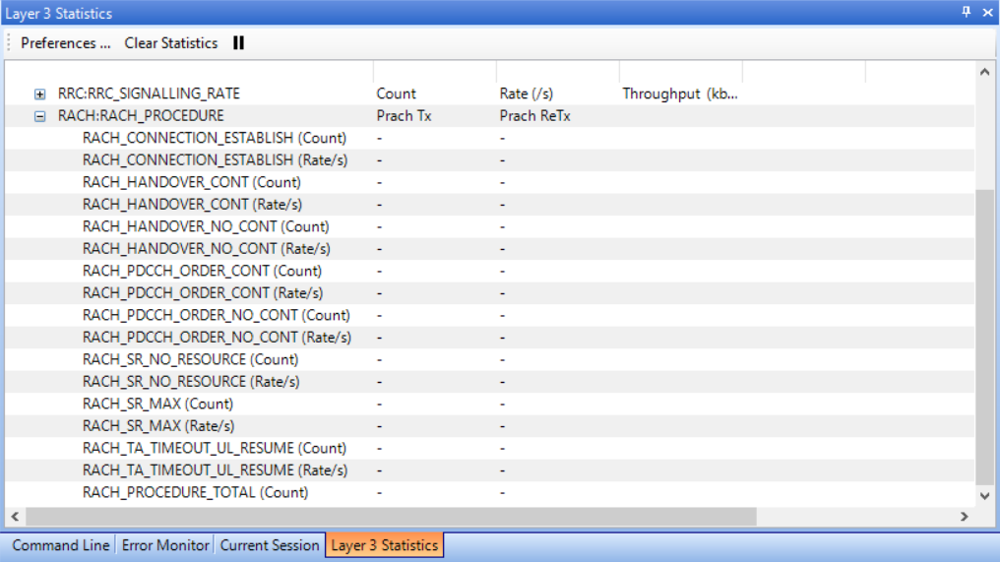 Layer 3 Statistics
Preferences ... Clear Statistics
RRC:RRC_SIGNALLING_RATE Count Rate (/s) Throughput (kb...
RACH:RACH_PROCEDURE Prach Tx Prach ReTx
RACH_CONNECTION_ESTABLISH (Count) - -
RACH_CONNECTION_ESTABLISH (Rate/s) - -
RACH_HANDOVER_CONT (Count) - -
RACH_HANDOVER_CONT (Rate/s) - -
RACH_HANDOVER_NO_CONT (Count) - -
RACH_HANDOVER_NO_CONT (Rate/s) - -
RACH_PDCCH_ORDER_CONT (Count) - -
RACH_PDCCH_ORDER_CONT (Rate/s) - -
RACH_PDCCH_ORDER_NO_CONT (Count) - -
RACH_PDCCH_ORDER_NO_CONT (Rate/s) - -
RACH_SR_NO_RESOURCE (Count) - -
RACH_SR_NO_RESOURCE (Rate/s) - -
RACH_SR_MAX (Count) - -
RACH_SR_MAX (Rate/s) - -
RACH_TA_TIMEOUT_UL_RESUME (Count) - -
RACH_TA_TIMEOUT_UL_RESUME (Rate/s) - -
RACH_PROCEDURE_TOTAL (Count) - -
Command Line Error Monitor Current Session Layer 3 Statistics